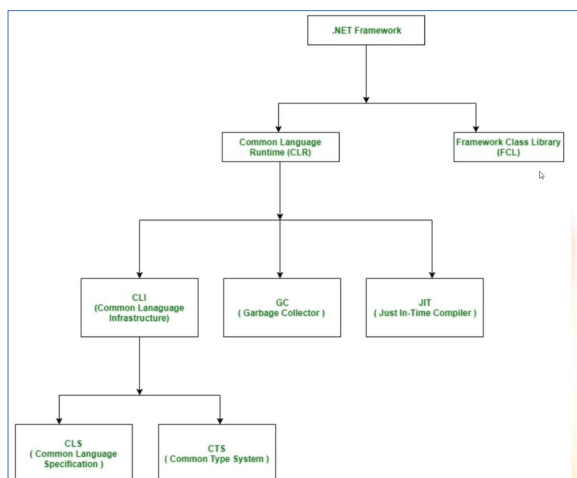 .NET Framework
Common Language
Runtime (CLR)
Framework Class Library
(FCL)
CLI
(Common Lanaguage
Infrastructure)
GC
( Garbage Collector )
JIT
( Just In-Time Compiler )
CLS
( Common Language
Specification )
CTS
( Common Type System )